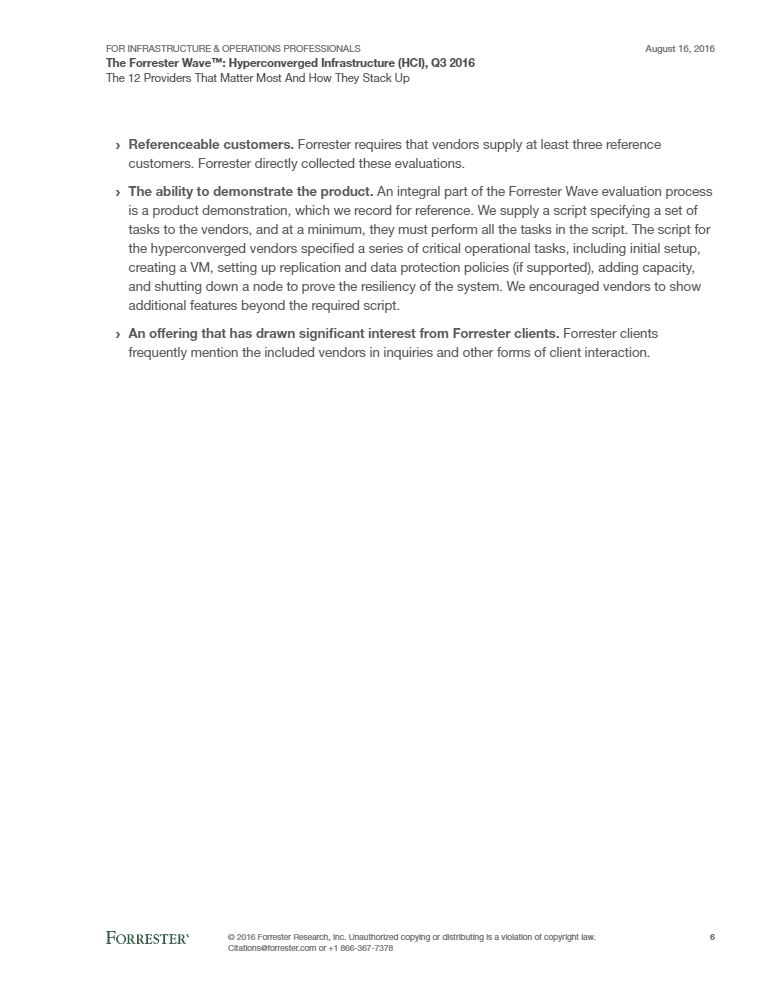 FOR INFRASTRUCTURE & OPERATIONS PROFESSIONALS
August 16, 2016
The Forrester Wave™: Hyperconverged Infrastructure (HCI), Q3 2016
The 12 Providers That Matter Most And How They Stack Up
› Referenceable customers. Forrester requires that vendors supply at least three reference
customers. Forrester directly collected these evaluations.
› The ability to demonstrate the product. An integral part of the Forrester Wave evaluation process
is a product demonstration, which we record for reference. We supply a script specifying a set of
tasks to the vendors, and at a minimum, they must perform all the tasks in the script. The script for
the hyperconverged vendors specified a series of critical operational tasks, including initial setup,
creating a VM, setting up replication and data protection policies (if supported), adding capacity,
and shutting down a node to prove the resiliency of the system. We encouraged vendors to show
additional features beyond the required script.
› An offering that has drawn significant interest from Forrester clients. Forrester clients
frequently mention the included vendors in inquiries and other forms of client interaction.
FORRESTER
© 2016 Forrester Research, Inc. Unauthorized copying or distributing is a violation of copyright law.
Citations@forrester.com or +1 866-367-7378
6